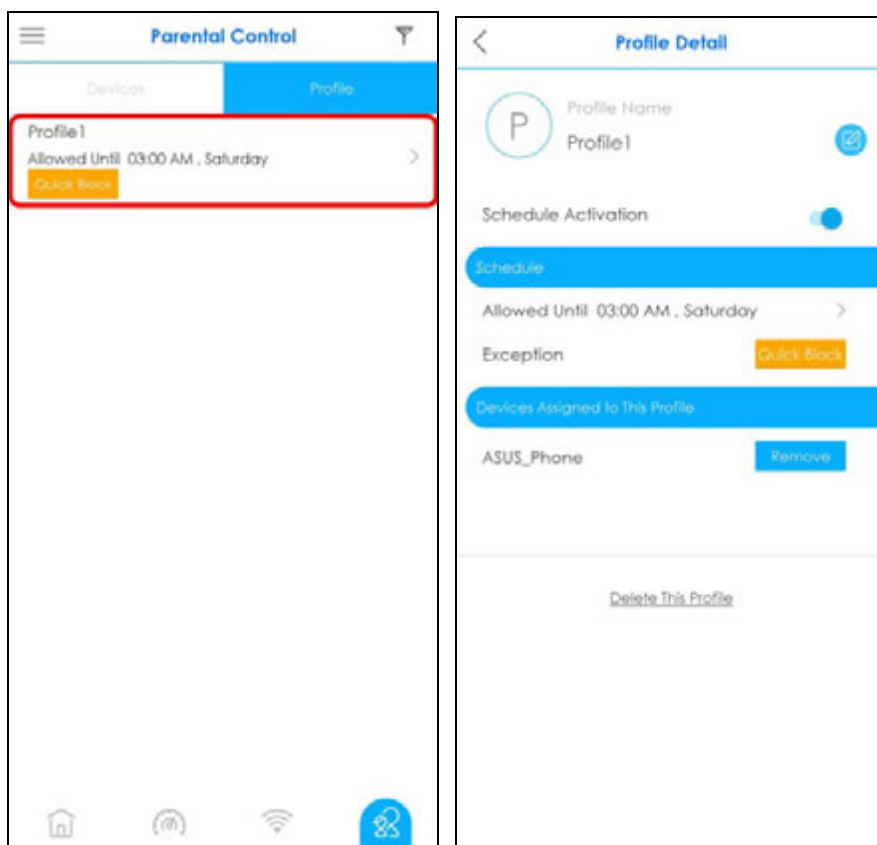 Parental Control
Devices
Profile
Profile1
Allowed Until 03:00 AM , Saturday
Quick Block
Profile Detail
P
Profile Name
Profile1
Schedule Activation
Schedule
Allowed Until 03:00 AM , Saturday
Exception
Quick Block
Devices Assigned to This Profile
ASUS_Phone
Remove
Delete This Profile